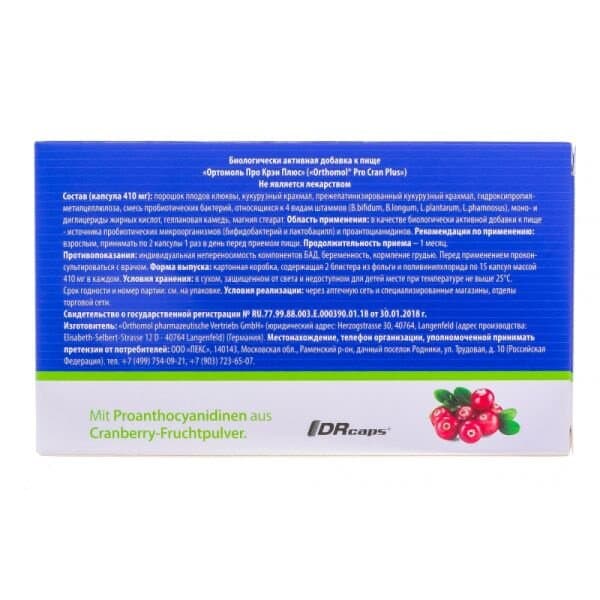 Биологически активная добавка к пище
«Ортомоль Про Крэн Плюс» («Orthomol® Pro Cran Plus»)
Не является лекарством
Состав (капсула 410 мг): порошок плодов клюквы, кукурузный крахмал, прежелатинизированный кукурузный крахмал, гидроксипропил-
метилцеллюлоза, смесь пробиотических бактерий, относящихся к 4 видам штаммов (B.bifidum, B.longum, L.plantarum, L.phamnosus), моно- и
диглицериды жирных кислот, геллановая камедь, магния стеарат. Область применения: в качестве биологически активной добавки к пище
- источника пробиотических микроорганизмов (бифидобактерий и лактобацилл) и проантоцианидинов. Рекомендации по применению:
взрослым, принимать по 2 капсулы 1 раз в день перед приемом пищи. Продолжительность приема – 1 месяц.
Противопоказания: индивидуальная непереносимость компонентов БАД, беременность, кормление грудью. Перед применением прокон-
сультироваться с врачом. Форма выпуска: картонная коробка, содержащая 2 блистера из фольги и поливинилхлорида по 15 капсул массой
410 мг в каждом. Условия хранения: в сухом, защищенном от света и недоступном для детей месте при температуре не выше 25°С.
Срок годности и номер партии: см. на упаковке. Условия реализации: через аптечную сеть и специализированные магазины, отделы
торговой сети.
Свидетельство о государственной регистрации № RU.77.99.88.003.Е.000390.01.18 от 30.01.2018 г.
Изготовитель: «Orthomol pharmazeutische Vertriebs GmbH» (юридический адрес: Herzogstrasse 30, 40764, Langenfeld (адрес производства:
Elisabeth-Selbert-Strasse 12 D - 40764 Langenfeld) (Германия). Местонахождение, телефон организации, уполномоченной принимать
претензии от потребителей: ООО «ПЕКС», 140143, Московская обл., Раменский р-он, дачный поселок Родники, ул. Трудовая, д. 10 (Российская
Федерация). тел. +7 (499) 754-09-21, +7 (903) 723-65-07.
Mit Proanthocyanidinen aus
Cranberry-Fruchtpulver.
DRcaps®